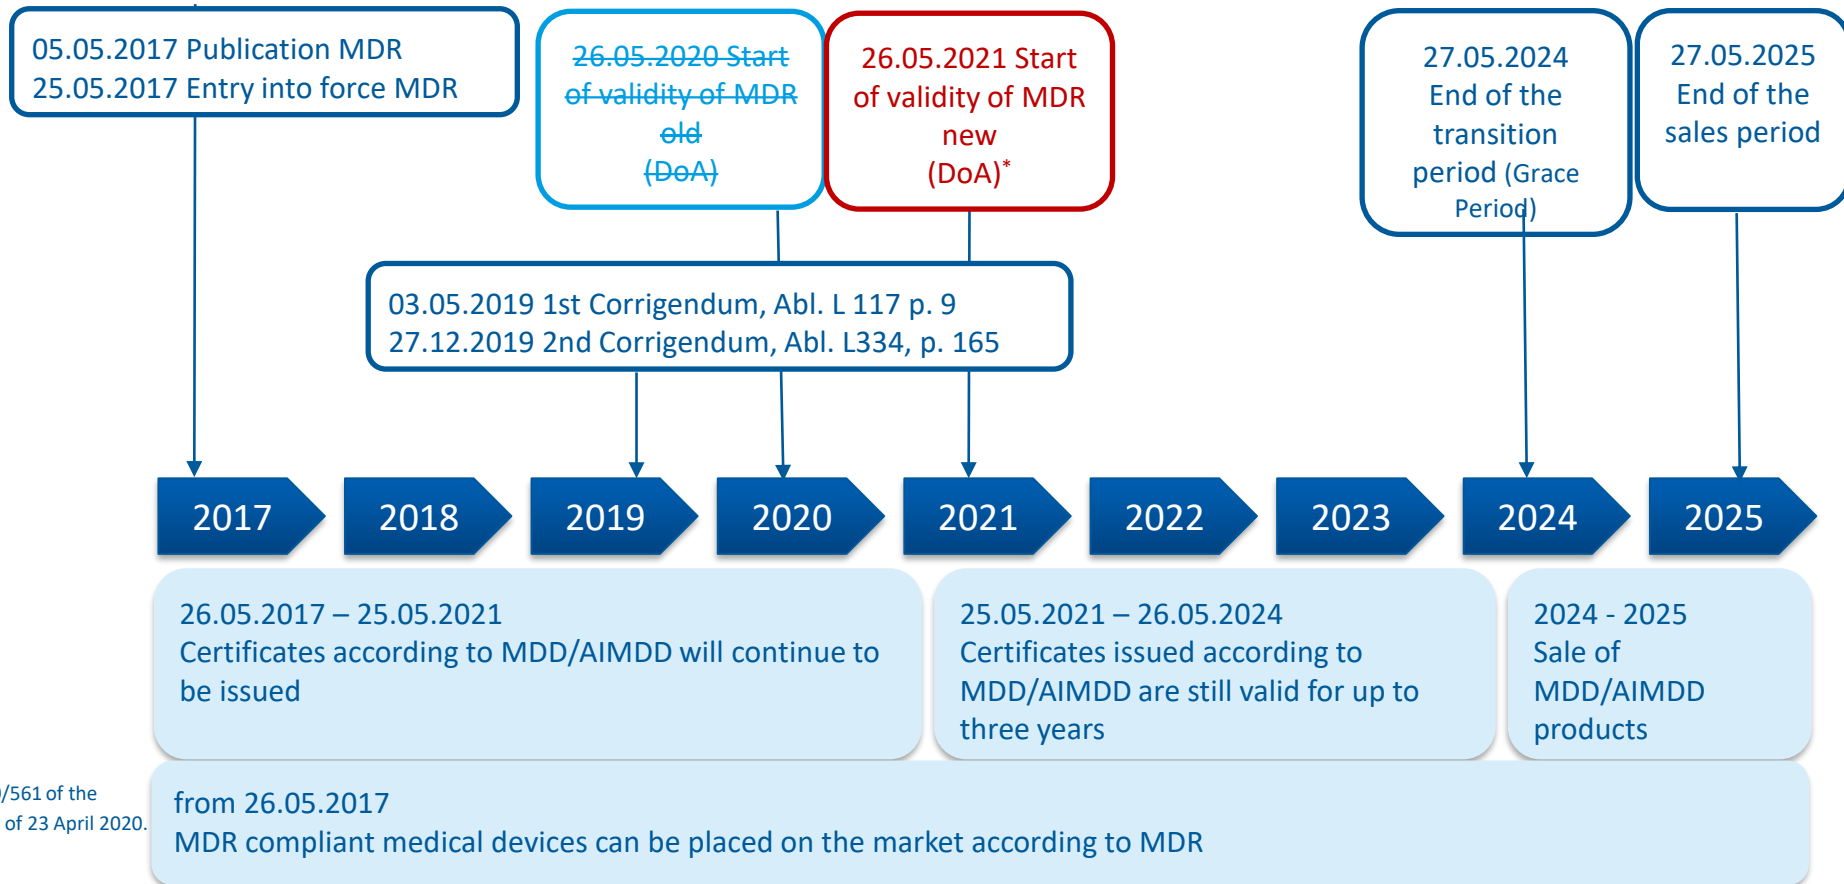 05.05.2017 Publication MDR
25.05.2017 Entry into force MDR
26.05.2020 Start
of validity of MDR
old
(DoA)
26.05.2021 Start
of validity of MDR
new
(DoA)*
27.05.2024
End of the
transition
period (Grace
Period)
27.05.2025
End of the
sales period
03.05.2019 1st Corrigendum, Abl. L 117 p. 9
27.12.2019 2nd Corrigendum, Abl. L334, p. 165
2017
2018
2019
2020
2021
2022
2023
2024
2025
26.05.2017 – 25.05.2021
Certificates according to MDD/AIMDD will continue to
be issued
25.05.2021 – 26.05.2024
Certificates issued according to
MDD/AIMDD are still valid for up to
three years
2024 - 2025
Sale of
MDD/AIMDD
products
/561 of the
of 23 April 2020.
from 26.05.2017
MDR compliant medical devices can be placed on the market according to MDR